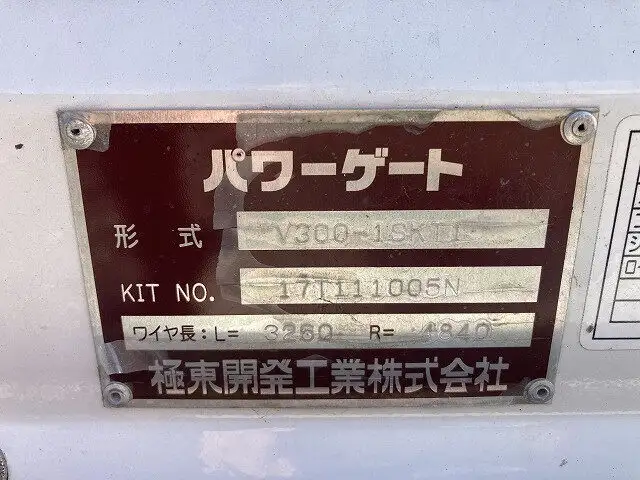 パワーゲート
形 式 V300-1SKT1
KIT NO. 17T111005N
ワイヤ長:L= 3260 R= 4840
極東開発工業株式会社